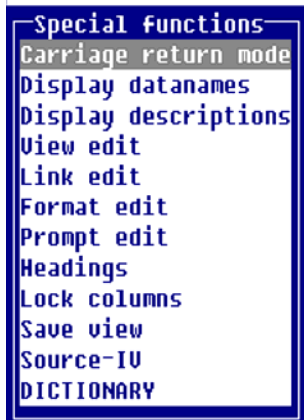 Special functions
Carriage return mode
Display datanames
Display descriptions
View edit
Link edit
Format edit
Prompt edit
Headings
Lock columns
Save view
Source-IV
DICTIONARY